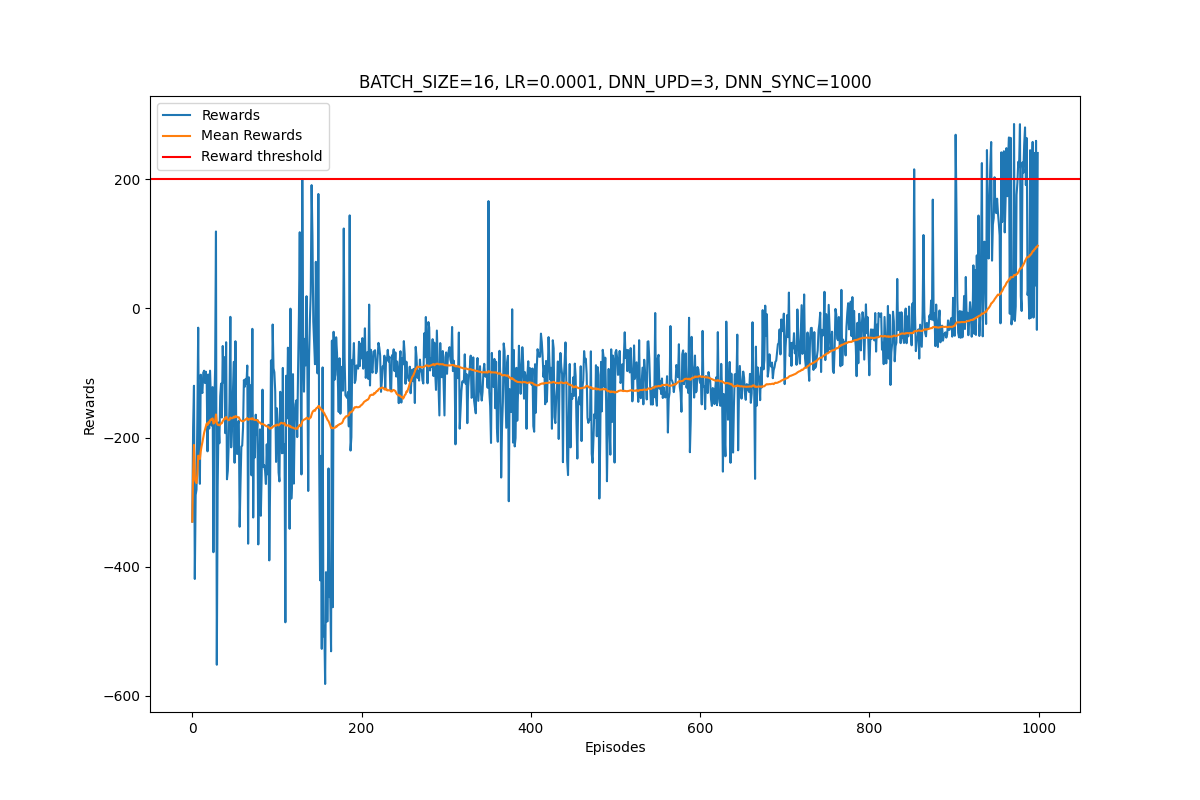 BATCH_SIZE=16, LR=0.0001, DNN_UPD=3, DNN_SYNC=1000
Rewards
Mean Rewards
Reward threshold
200
0
−200
−400
−600
Rewards
0
200
400
600
800
1000
Episodes